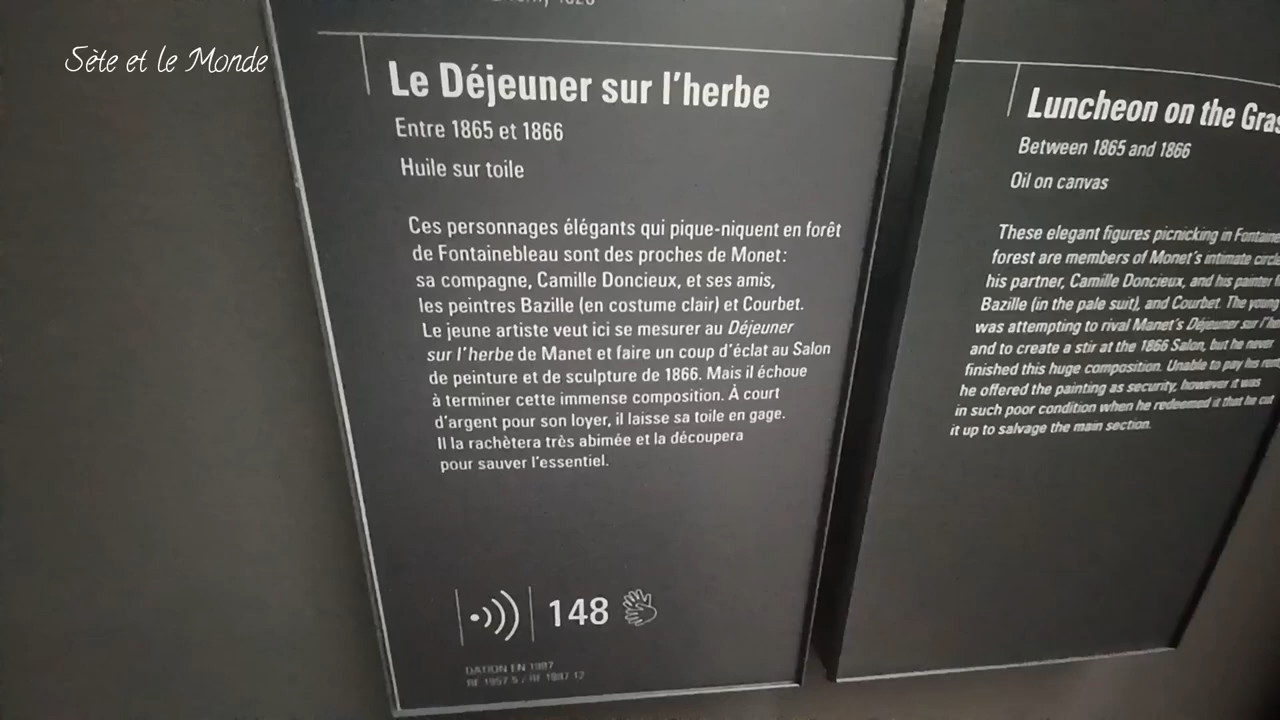 Sète et le Monde
Le Déjeuner sur l'herbe
Entre 1865 et 1866
Huile sur toile
Ces personnages élégants qui pique-niquent en forêt
de Fontainebleau sont des proches de Monet :
sa compagne, Camille Doncieux, et ses amis,
les peintres Bazille (en costume clair) et Courbet.
Le jeune artiste veut ici se mesurer au Déjeuner
sur l'herbe de Manet et faire un coup d'éclat au Salon
de peinture et de sculpture de 1866. Mais il échoue
à terminer cette immense composition. À court
d'argent pour son loyer, il laisse sa toile en gage.
Il la rachètera très abimée et la découpera
pour sauver l'essentiel.
148
DATION EN 1987
Luncheon on the Gras
Between 1865 and 1866
Oil on canvas
These elegant figures picnicking in Fontaine
forest are members of Monet's intimate circle
his partner, Camille Doncieux, and his painter
Bazille (in the pale suit), and Courbet. The young
was attempting to rival Manet's Déjeuner sur l'h
and to create a stir at the 1866 Salon, but he never
finished this huge composition. Unable to pay his rent
he offered the painting as security, however it was
in such poor condition when he redeemed it that he cut
it up to salvage the main section.